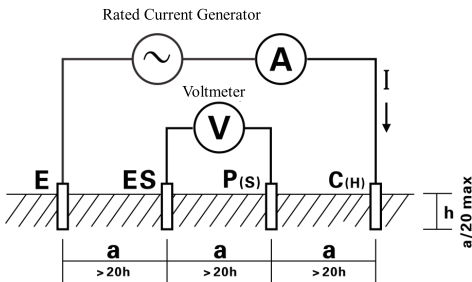 Rated Current Generator
A
I
Voltmeter
V
E ES P(S) C(H)
h
a/20 max
a a a
>20h >20h >20h